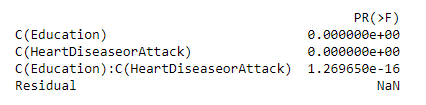 PR(>F)
C(Education) 0.000000e+00
C(HeartDiseaseorAttack) 0.000000e+00
C(Education):C(HeartDiseaseorAttack) 1.269650e-16
Residual NaN